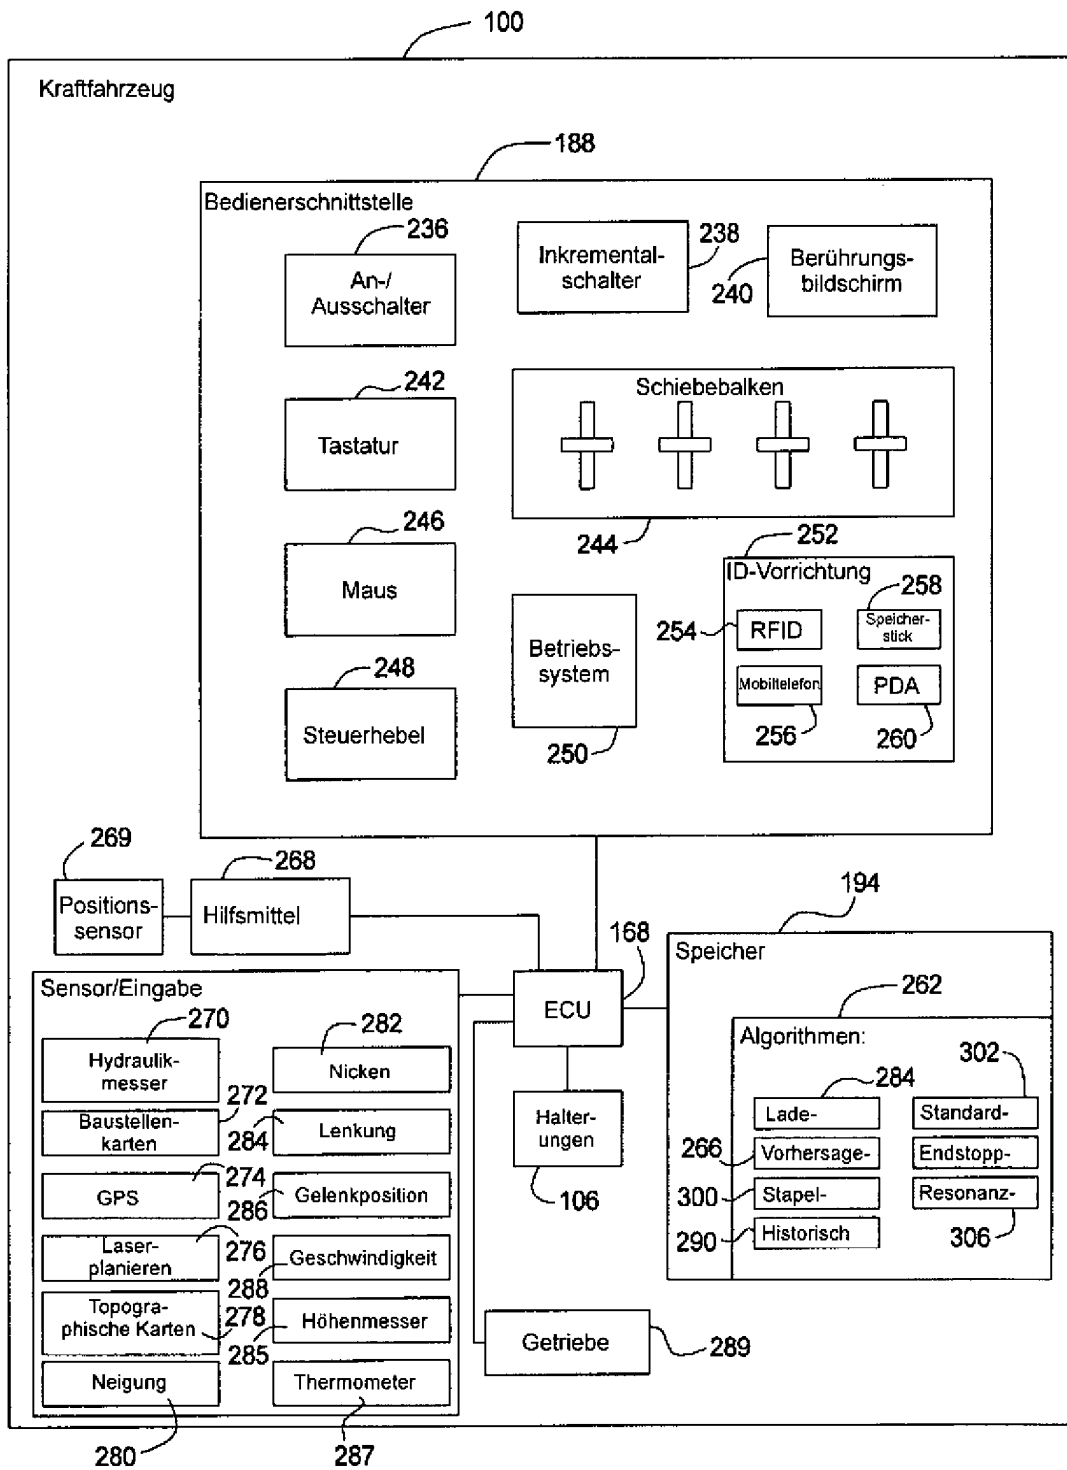 100
Kraftfahrzeug
188
Bedienerschnittstelle
236
An-/
Ausschalter
Inkremental-
schalter
238
240
Berührungs-
bildschirm
242
Tastatur
Schiebebalken
244
246
Maus
248
Steuerhebel
Betriebs-
system
250
252
ID-Vorrichtung
254
RFID
258
Speicher-
stick
Mobiltelefon
256
PDA
260
269
Positions-
sensor
268
Hilfsmittel
168
ECU
194
Speicher
262
Algorithmen:
284
Lade-
302
Standard-
266
Vorhersage-
Endstopp-
300
Stapel-
Resonanz-
306
290
Historisch
Sensor/Eingabe
270
Hydraulik-
messer
282
Nicken
272
Baustellen-
karten
284
Lenkung
274
GPS
286
Gelenkposition
Laser-
planieren
276
288
Geschwindigkeit
Topogra-
phische Karten
278
285
Höhenmesser
Neigung
280
Thermometer
287
Halter-
ungen
106
Getriebe
289